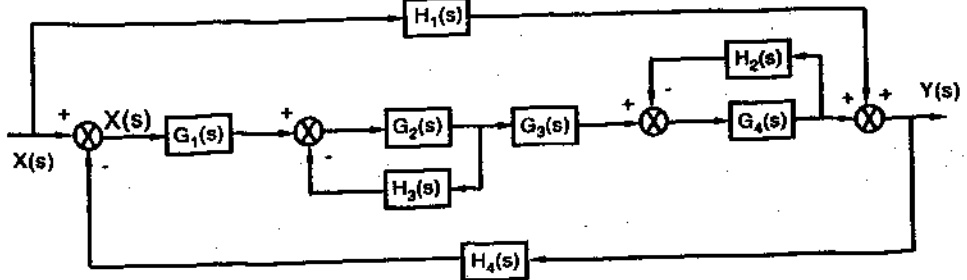 H₁(s)
H₂(s)
Y(s)
+ + - + + +
X(s) G₁(s) G₂(s) G₃(s) G₄(s)
X(s)
- - H₃(s)
H₄(s)